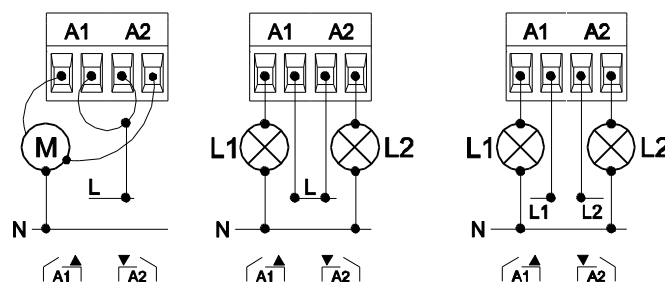 A1 A2 A1 A2 A1 A2
M L1 L2 L1 L2
L L L1 L2
N N N
A1 A2 A1 A2 A1 A2